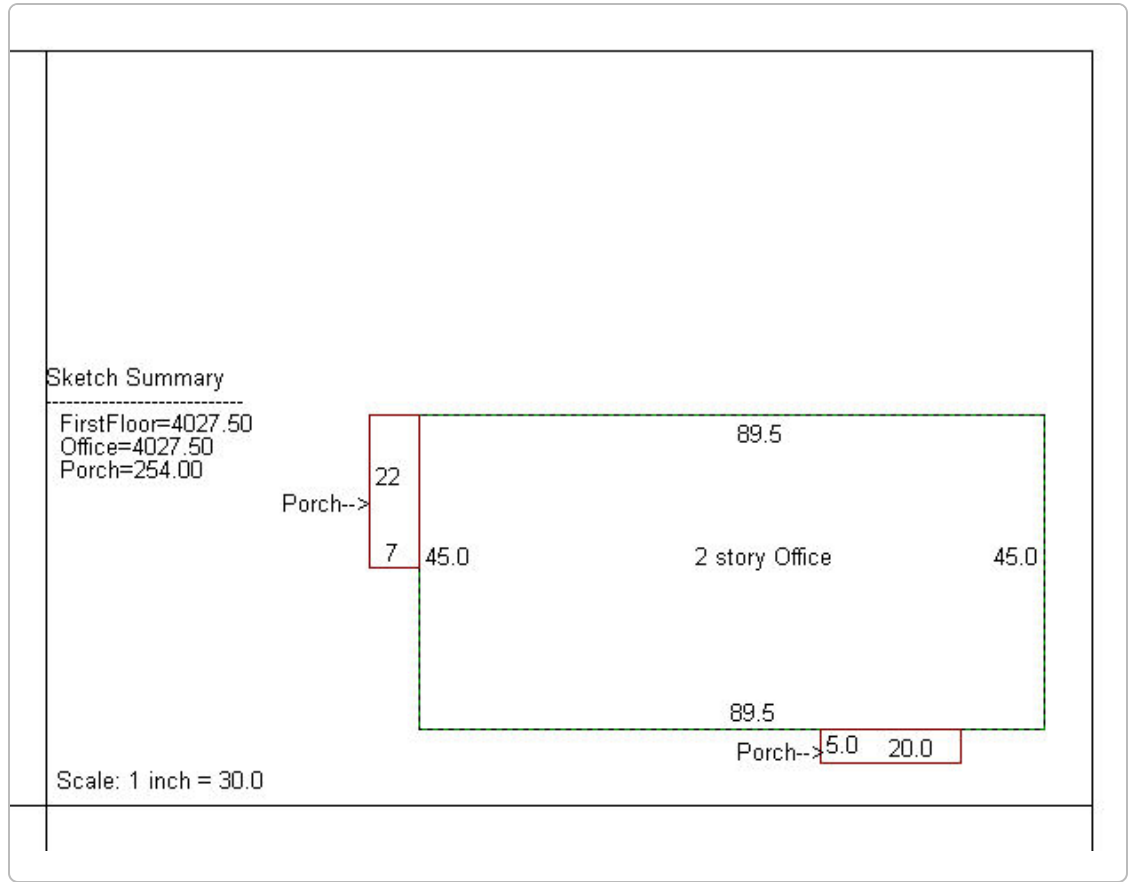 Sketch Summary
---------------------------
FirstFloor=4027.50
Office=4027.50
Porch=254.00
89.5
22
Porch-->
7
45.0
2 story Office
45.0
89.5
Porch-->
5.0
20.0
Scale: 1 inch = 30.0